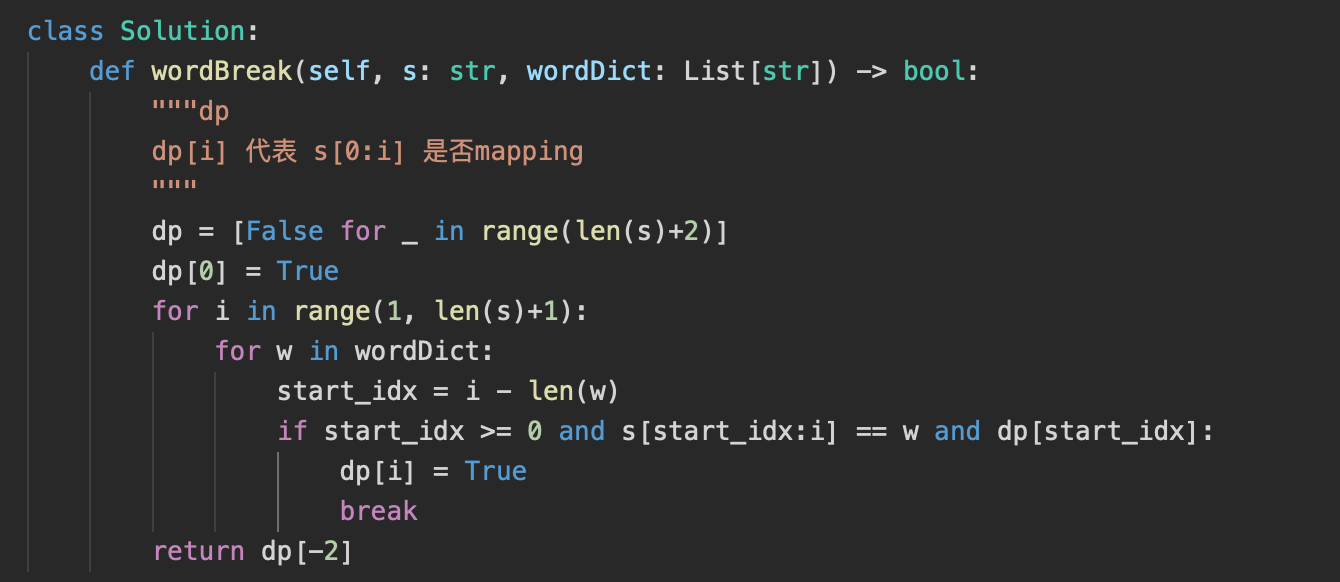 class Solution:
    def wordBreak(self, s: str, wordDict: List[str]) -> bool:
        """dp
        dp[i] 代表 s[0:i] 是否mapping
        """
        dp = [False for _ in range(len(s)+2)]
        dp[0] = True
        for i in range(1, len(s)+1):
            for w in wordDict:
                start_idx = i - len(w)
                if start_idx >= 0 and s[start_idx:i] == w and dp[start_idx]:
                    dp[i] = True
                    break
        return dp[-2]